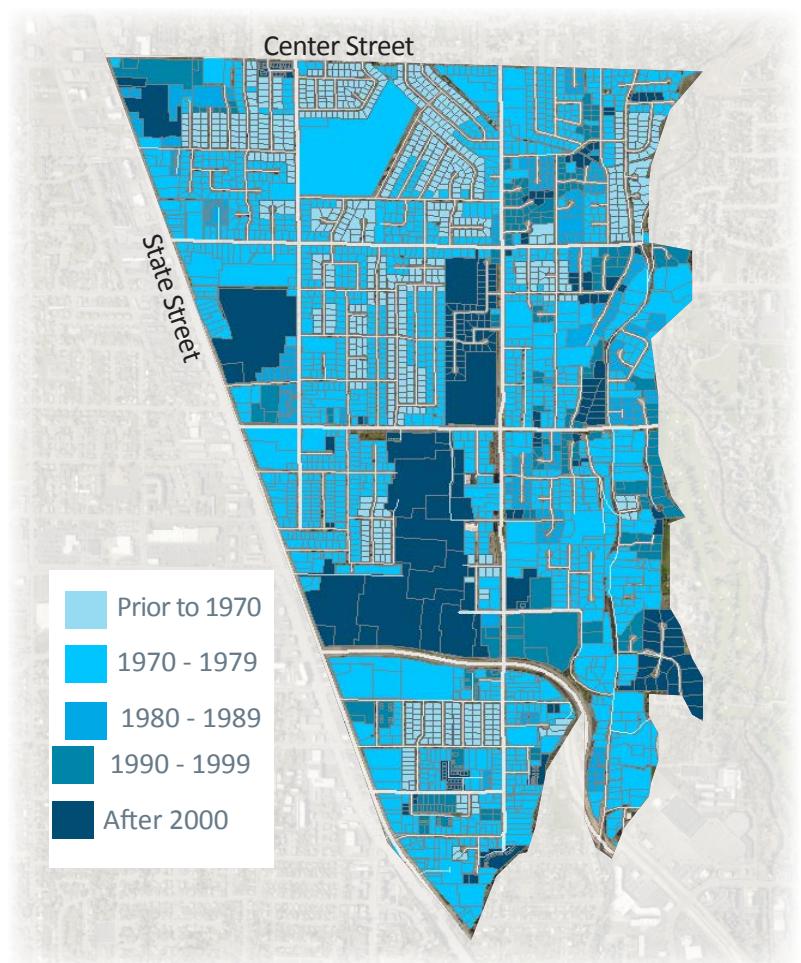 Center Street
State Street
Prior to 1970
1970 - 1979
1980 - 1989
1990 - 1999
After 2000